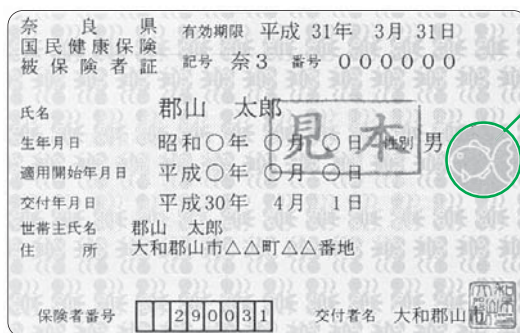 奈良県 有効期限 平成 31年 3月 31日
国民健康保険
被保険者証 記号 奈3 番号 000000
氏名 郡山 太郎
生年月日 昭和○年 ○月 ○日 性別 男
適用開始年月日 平成○年 ○月 ○日
交付年月日 平成30年 4月 1日
世帯主氏名 郡山 太郎
住所 大和郡山市△△町△△番地
見本
保険者番号 290031 交付者名 大和郡山市